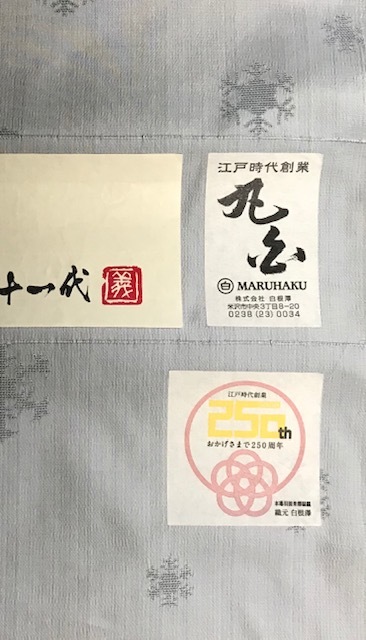 十一代 義
江戸時代創業
丸白
白 MARUHAKU
株式会社 白根澤
米沢市中央3丁目8-20
0238 (23) 0034
江戸時代創業
250th
おかげさまで250周年
織元 白根澤